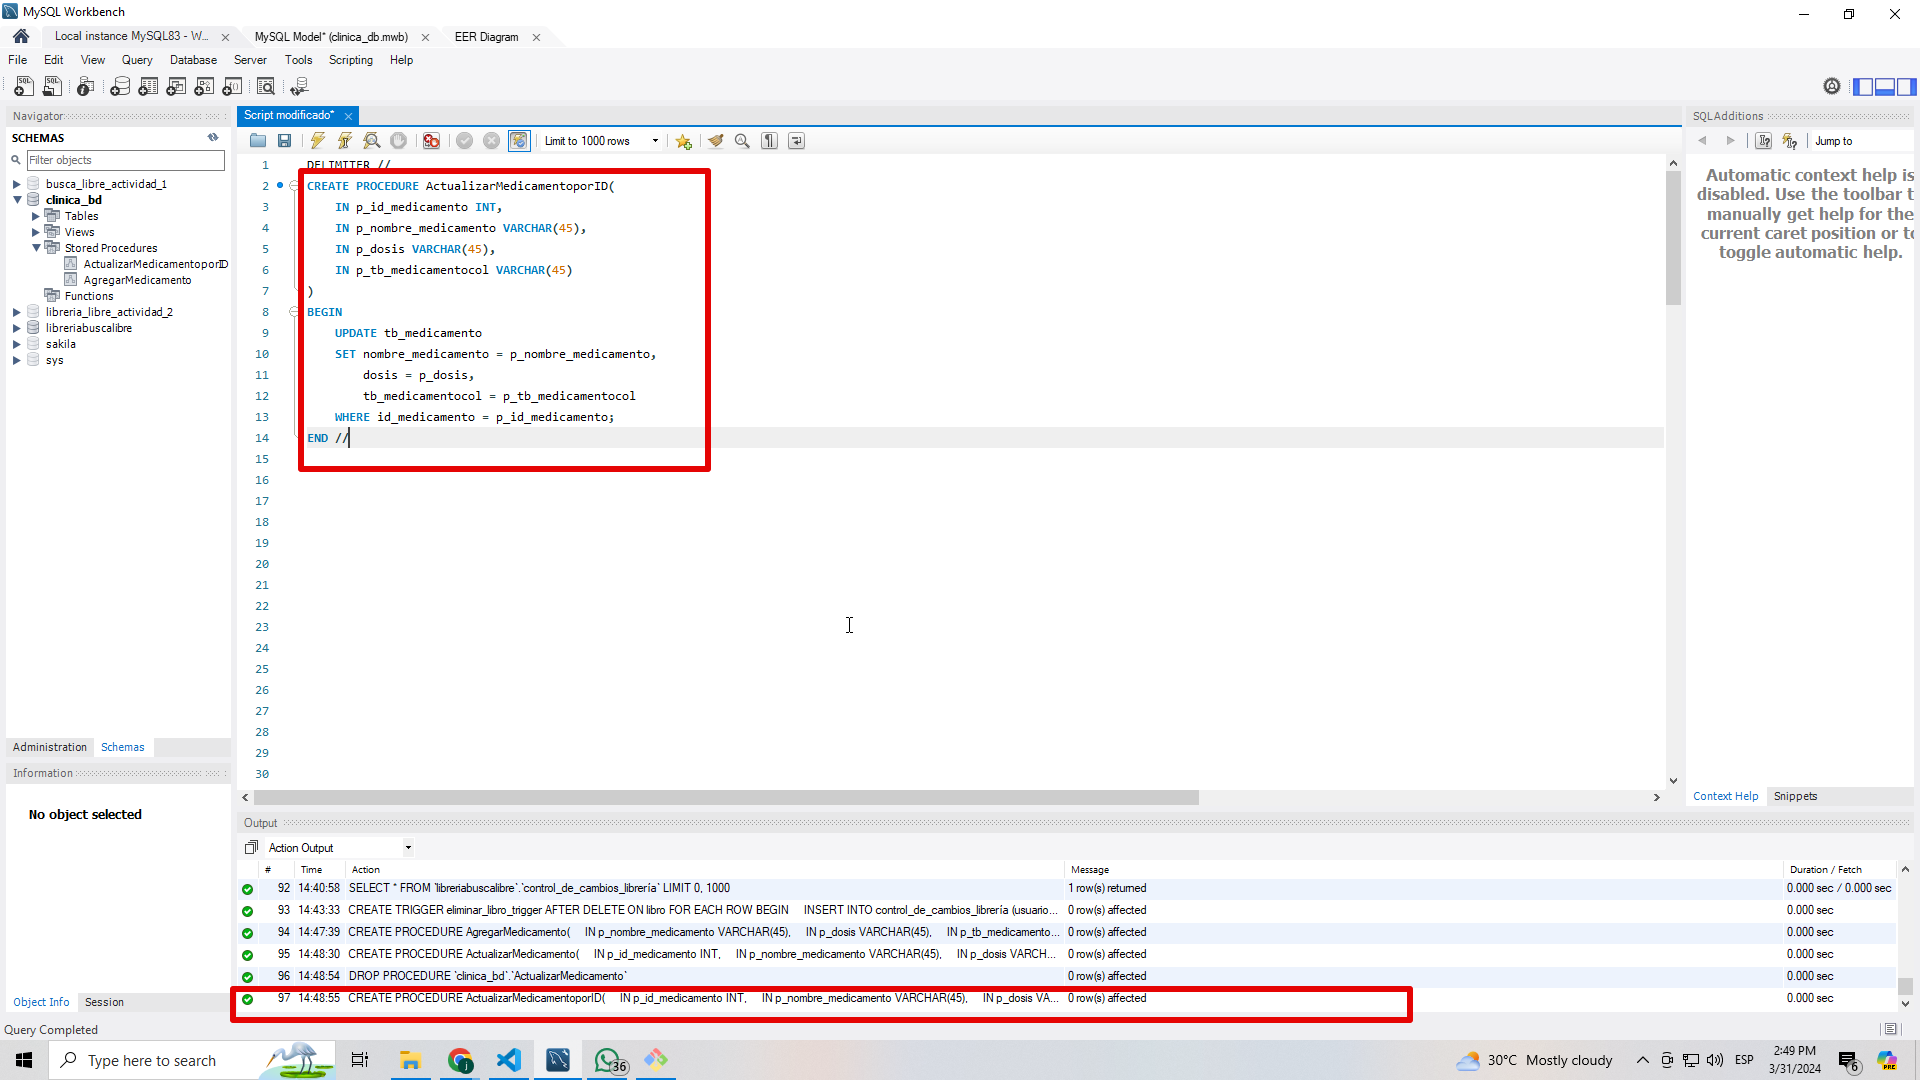 MySQL Workbench
Local instance MySQL83 - W...
MySQL Model* (clinica_db.mwb)
EER Diagram
File Edit View Query Database Server Tools Scripting Help
Navigator
SCHEMAS
Filter objects
busca_libre_actividad_1
clinica_bd
Tables
Views
Stored Procedures
ActualizarMedicamentoporID
AgregarMedicamento
Functions
libreria_libre_actividad_2
libreriabuscalibre
sakila
sys
Administration Schemas
Information
No object selected
Object Info Session
Script modificado*
Limit to 1000 rows
1 DELIMITER //
2 CREATE PROCEDURE ActualizarMedicamentoporID(
3 IN p_id_medicamento INT,
4 IN p_nombre_medicamento VARCHAR(45),
5 IN p_dosis VARCHAR(45),
6 IN p_tb_medicamentocol VARCHAR(45)
7 )
8 BEGIN
9 UPDATE tb_medicamento
10 SET nombre_medicamento = p_nombre_medicamento,
11 dosis = p_dosis,
12 tb_medicamentocol = p_tb_medicamentocol
13 WHERE id_medicamento = p_id_medicamento;
14 END //
15
16
17
18
19
20
21
22
23
24
25
26
27
28
29
30
SQLAdditions
Jump to
Automatic context help is
disabled. Use the toolbar t
manually get help for the
current caret position or to
toggle automatic help.
Context Help Snippets
Output
Action Output
# Time Action Message Duration / Fetch
92 14:40:58 SELECT * FROM `libreriabuscalibre`.`control_de_cambios_librería` LIMIT 0, 1000 1 row(s) returned 0.000 sec / 0.000 sec
93 14:43:33 CREATE TRIGGER eliminar_libro_trigger AFTER DELETE ON libro FOR EACH ROW BEGIN INSERT INTO control_de_cambios_librería (usuario... 0 row(s) affected 0.000 sec
94 14:47:39 CREATE PROCEDURE AgregarMedicamento( IN p_nombre_medicamento VARCHAR(45), IN p_dosis VARCHAR(45), IN p_tb_medicamento... 0 row(s) affected 0.000 sec
95 14:48:30 CREATE PROCEDURE ActualizarMedicamento( IN p_id_medicamento INT, IN p_nombre_medicamento VARCHAR(45), IN p_dosis VARCH... 0 row(s) affected 0.000 sec
96 14:48:54 DROP PROCEDURE `clinica_bd`.`ActualizarMedicamento` 0 row(s) affected 0.000 sec
97 14:48:55 CREATE PROCEDURE ActualizarMedicamentoporID( IN p_id_medicamento INT, IN p_nombre_medicamento VARCHAR(45), IN p_dosis VA... 0 row(s) affected 0.000 sec
Query Completed
Type here to search
36
30°C Mostly cloudy
ESP
2:49 PM
3/31/2024
6
PRE